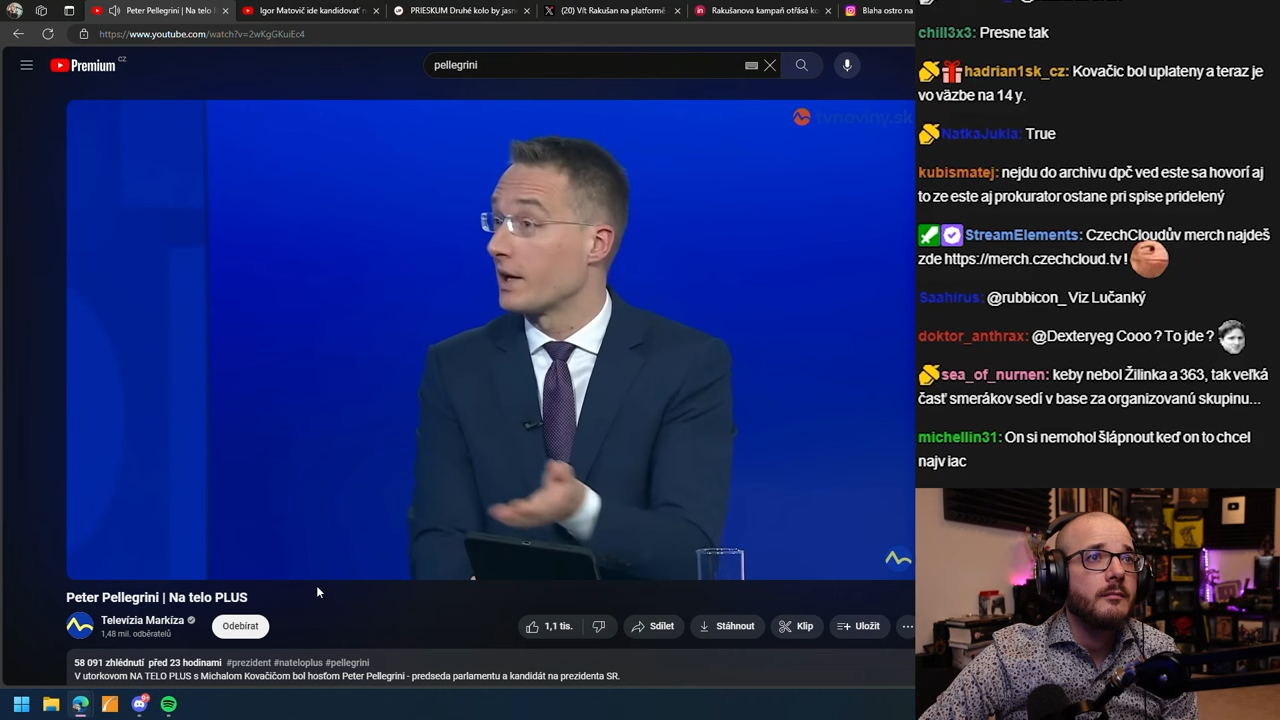 Peter Pellegrini | Na telo
Igor Matovič ide kandidovať
PRIESKUM Druhé kolo by jasn
(20) Vít Rakušan na platformě
Rakušanova kampaň otřásá ko
Blaha ostro na
https://www.youtube.com/watch?v=2wKgGKuiEc4
Premium CZ
pellegrini
tvnoviny.sk
Peter Pellegrini | Na telo PLUS
Televízia Markíza
1,48 mil. odběratelů
Odebírat
1,1 tis.
Sdílet
Stáhnout
Klip
Uložit
58 091 zhlédnutí před 23 hodinami #prezident #nateloplus #pellegrini
V utorkovom NA TELO PLUS s Michalom Kovačičom bol hosťom Peter Pellegrini - predseda parlamentu a kandidát na prezidenta SR.
chill3x3: Presne tak
hadrian1sk_cz: Kovačic bol uplateny a teraz je
vo väzbe na 14 y.
NatkaJukla: True
kubismatej: nejdu do archivu dpč ved este sa hovorí aj
to ze este aj prokurator ostane pri spise pridelený
StreamElements: CzechCloudův merch najdeš
zde https://merch.czechcloud.tv !
Saahirus: @rubbicon_ Viz Lučanký
doktor_anthrax: @Dexteryeg Cooo ? To jde ?
sea_of_nurnen: keby nebol Žilinka a 363, tak veľká
časť smerákov sedí v base za organizovanú skupinu...
michellin31: On si nemohol šlápnout keď on to chcel
najviac